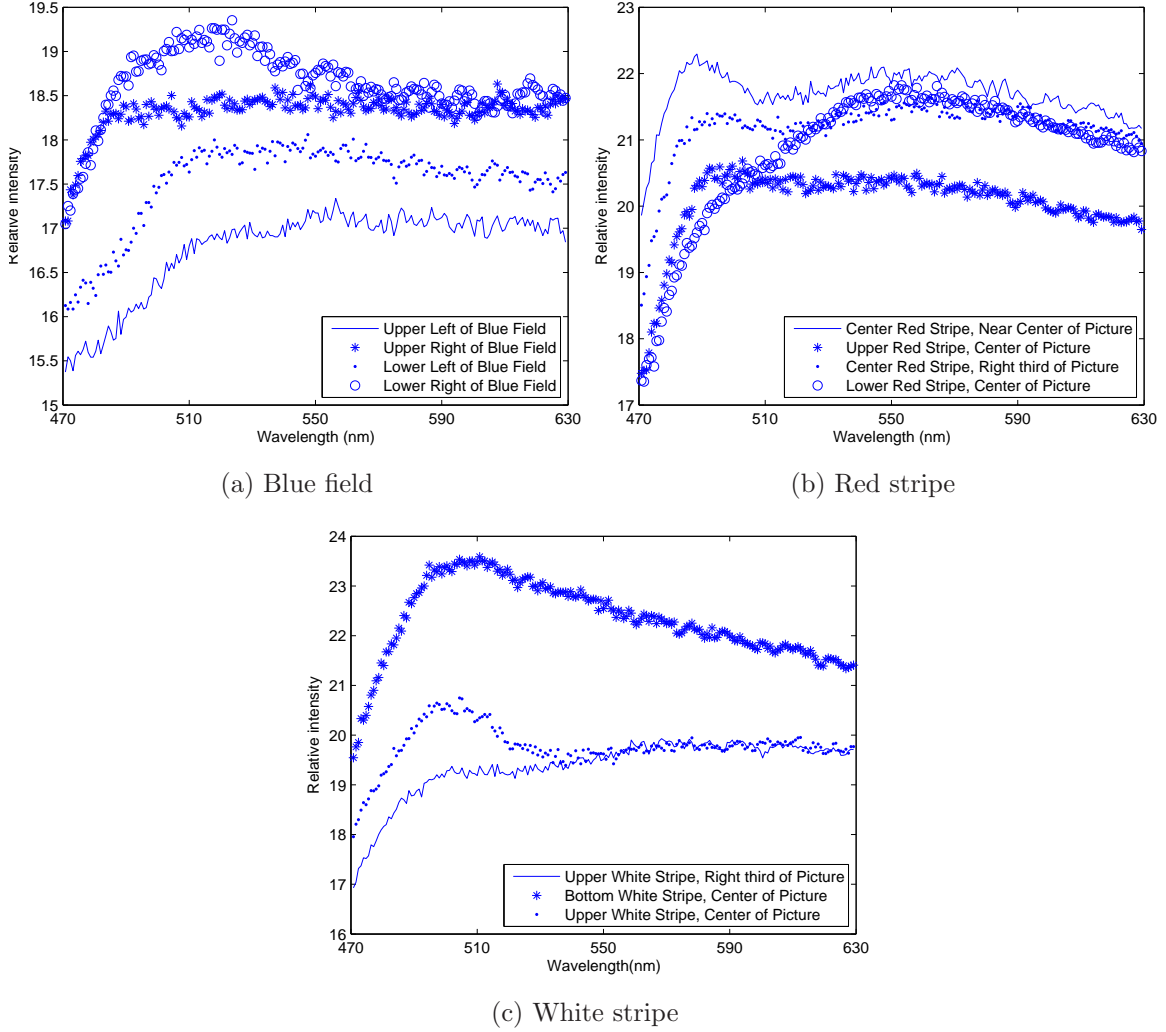 19.5
19
18.5
18
17.5
17
16.5
16
15.5
15
Relative intensity
470 510 550 590 630
Wavelength (nm)
Upper Left of Blue Field
Upper Right of Blue Field
Lower Left of Blue Field
Lower Right of Blue Field
(a) Blue field
23
22
21
20
19
18
17
Relative intensity
470 510 550 590 630
Wavelength (nm)
Center Red Stripe, Near Center of Picture
Upper Red Stripe, Center of Picture
Center Red Stripe, Right third of Picture
Lower Red Stripe, Center of Picture
(b) Red stripe
24
23
22
21
20
19
18
17
16
Relative intensity
470 510 550 590 630
Wavelength(nm)
Upper White Stripe, Right third of Picture
Bottom White Stripe, Center of Picture
Upper White Stripe, Center of Picture
(c) White stripe